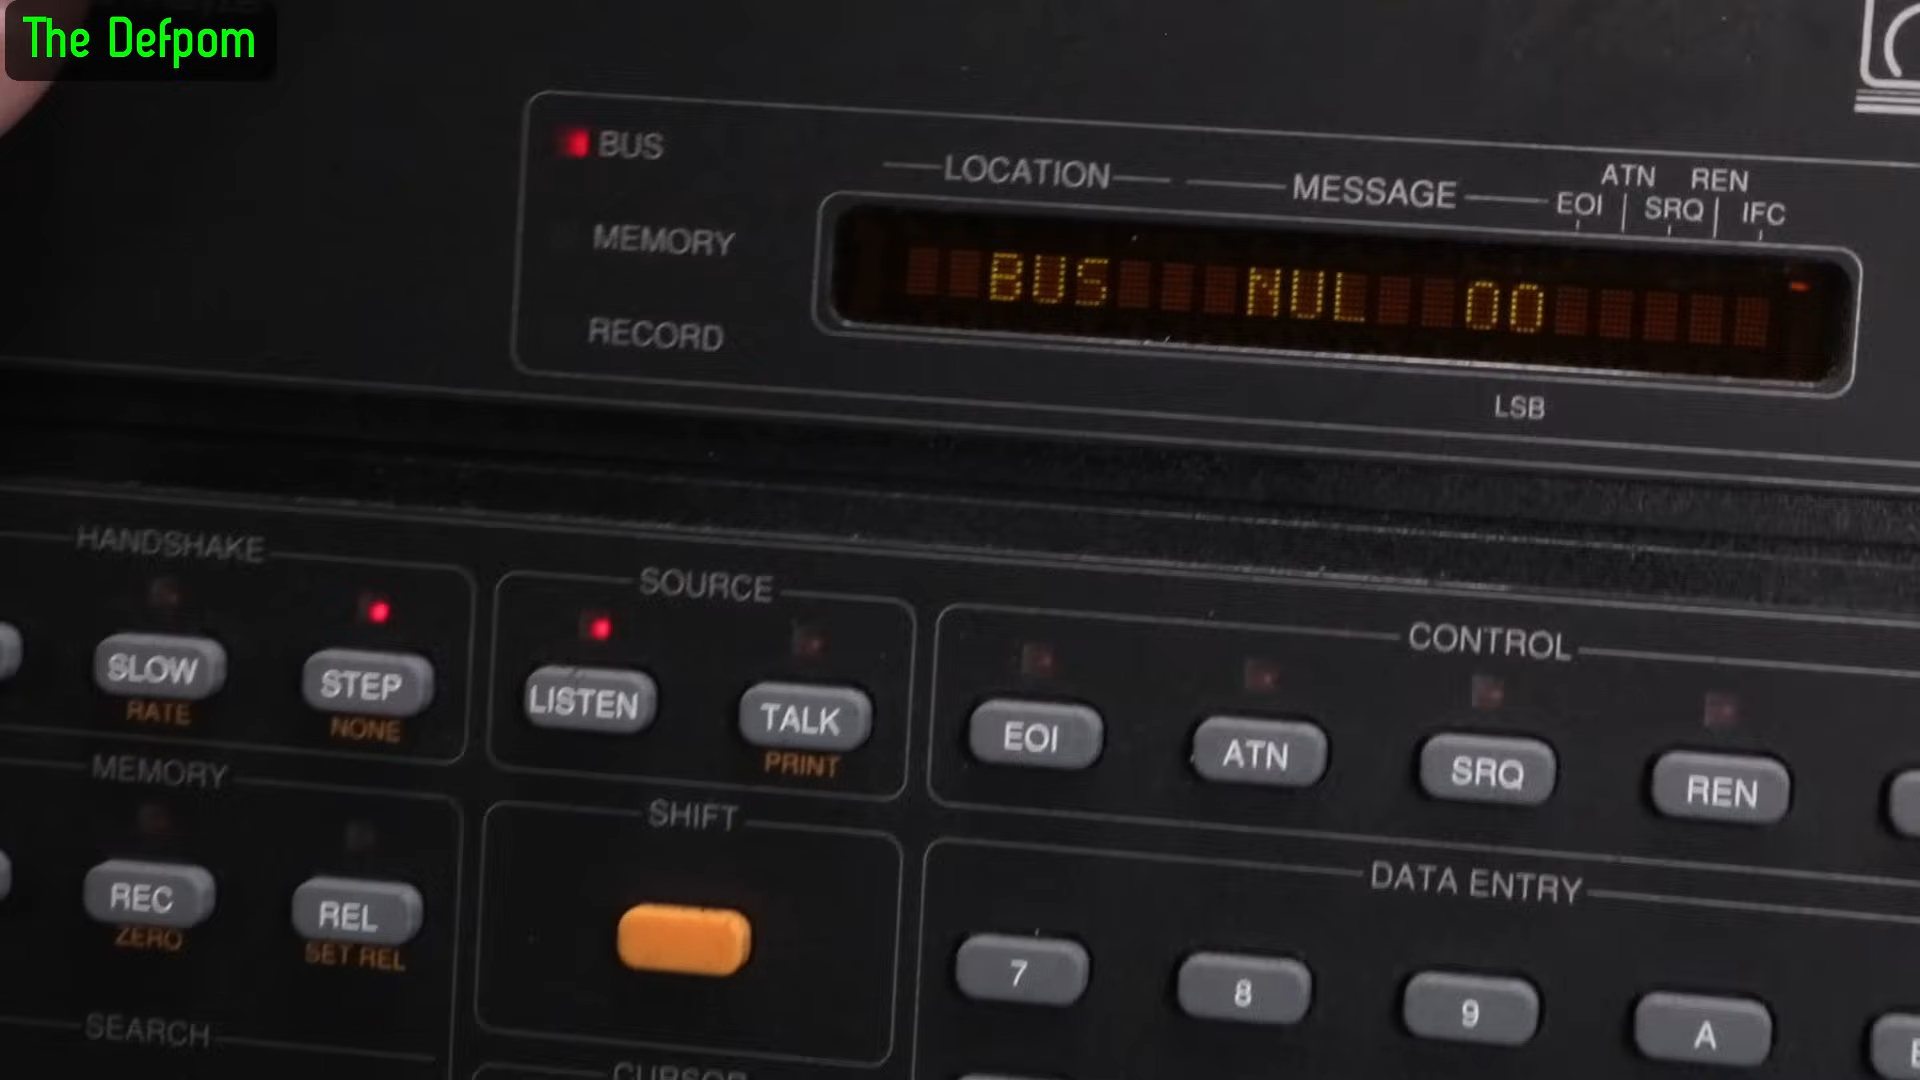 The Defpom
BUS
MEMORY
RECORD
LOCATION
MESSAGE
ATN REN
EOI SRQ IFC
BUS NUL 00
LSB
HANDSHAKE
SLOW
RATE
STEP
NONE
SOURCE
LISTEN
TALK
PRINT
CONTROL
EOI
ATN
SRQ
REN
MEMORY
REC
ZERO
REL
SET REL
SHIFT
DATA ENTRY
7
8
9
A
SEARCH
CURSOR